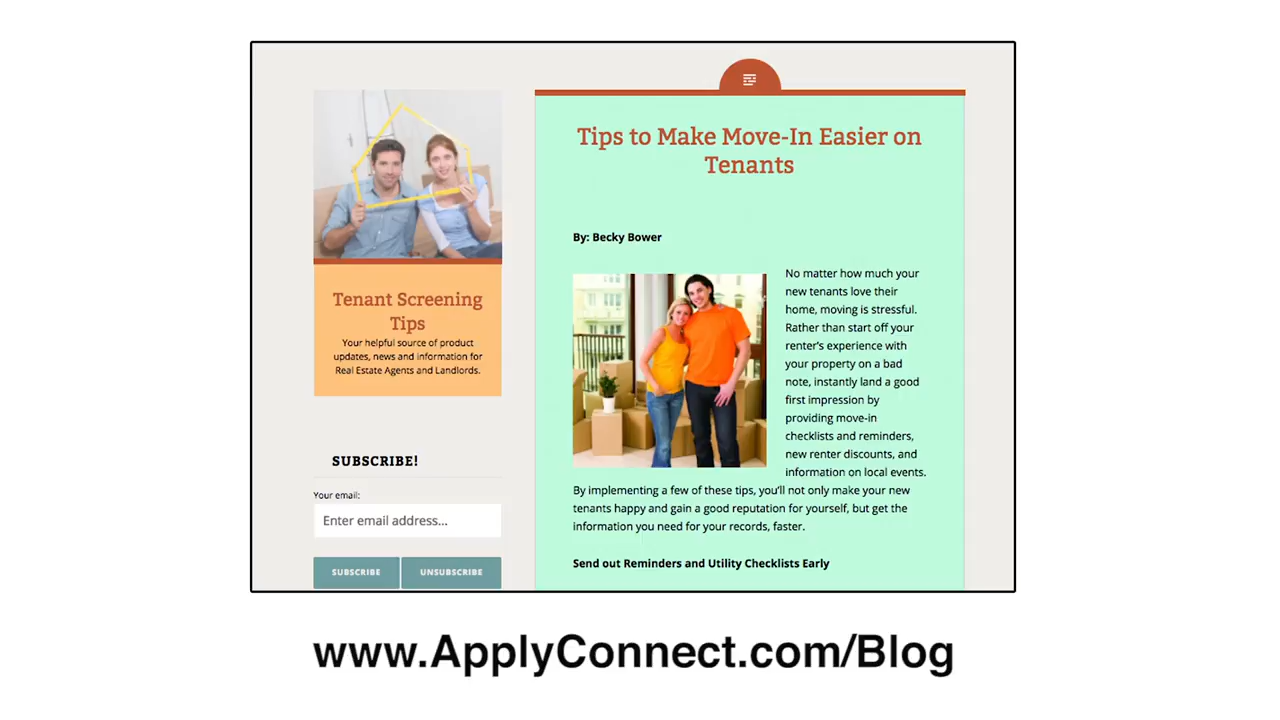 Tenant Screening
Tips
Your helpful source of product
updates, news and information for
Real Estate Agents and Landlords.
SUBSCRIBE!
Your email:
Enter email address...
SUBSCRIBE
UNSUBSCRIBE
Tips to Make Move-In Easier on
Tenants
By: Becky Bower
No matter how much your
new tenants love their
home, moving is stressful.
Rather than start off your
renter's experience with
your property on a bad
note, instantly land a good
first impression by
providing move-in
checklists and reminders,
new renter discounts, and
information on local events.
By implementing a few of these tips, you'll not only make your new
tenants happy and gain a good reputation for yourself, but get the
information you need for your records, faster.
Send out Reminders and Utility Checklists Early
www.ApplyConnect.com/Blog